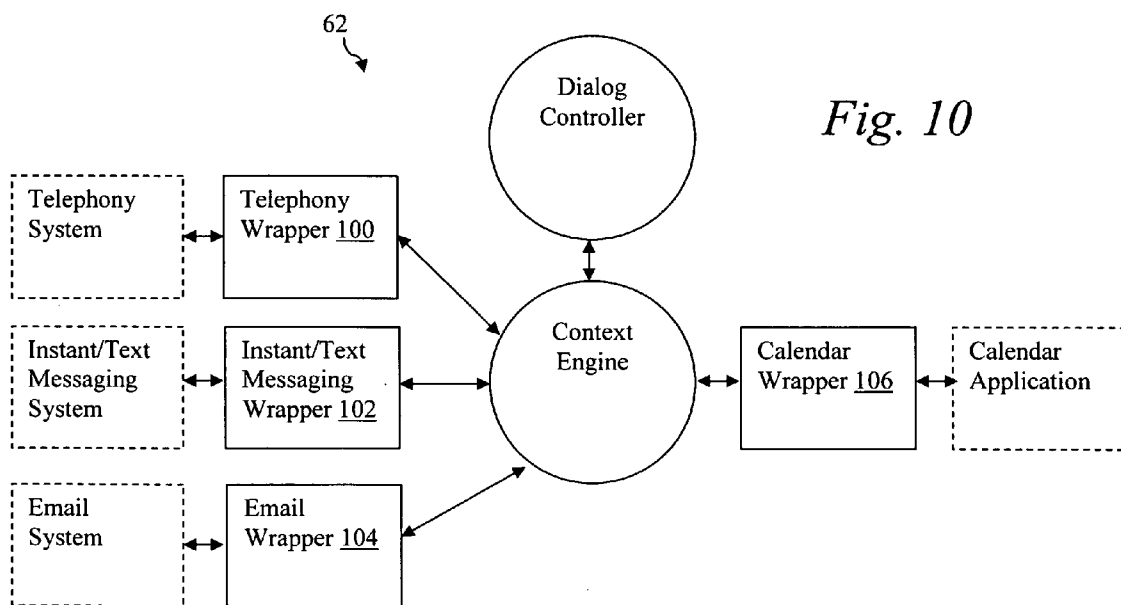 62
Dialog
Controller
Fig. 10
Telephony
System
Telephony
Wrapper 100
Instant/Text
Messaging
System
Instant/Text
Messaging
Wrapper 102
Context
Engine
Calendar
Wrapper 106
Calendar
Application
Email
System
Email
Wrapper 104